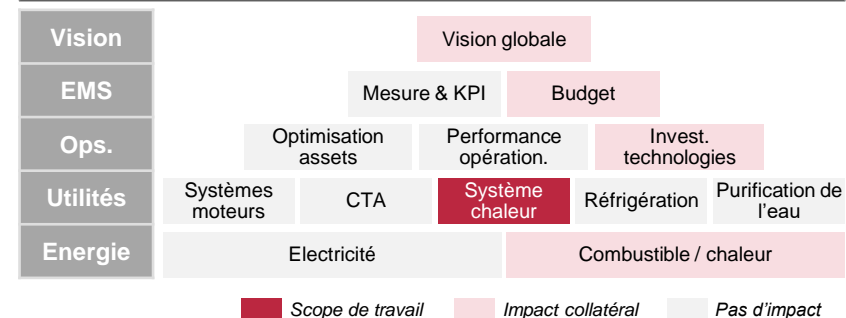 Vision
Vision globale
EMS
Mesure & KPI
Budget
Ops.
Optimisation
assets
Performance
opération.
Invest.
technologies
Utilités
Systèmes
moteurs
CTA
Système
chaleur
Réfrigération
Purification de
l'eau
Energie
Electricité
Combustible / chaleur
Scope de travail
Impact collatéral
Pas d'impact